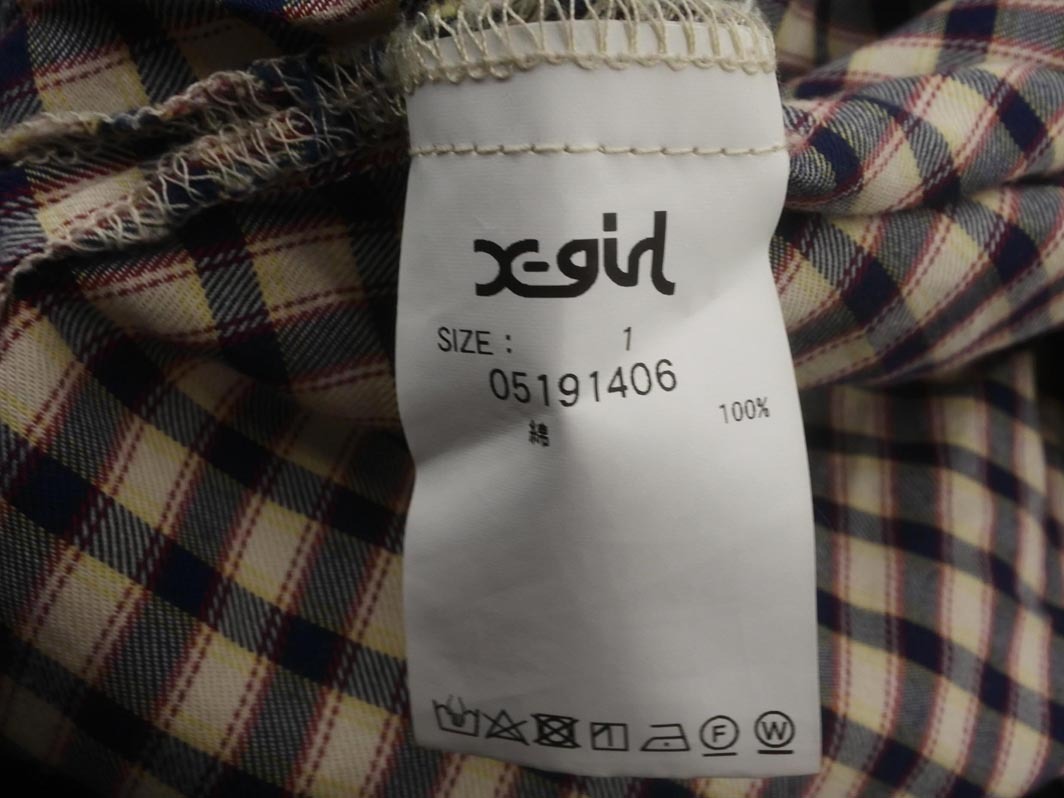 X-girl
SIZE : 1
05191406
綿 100%
F W